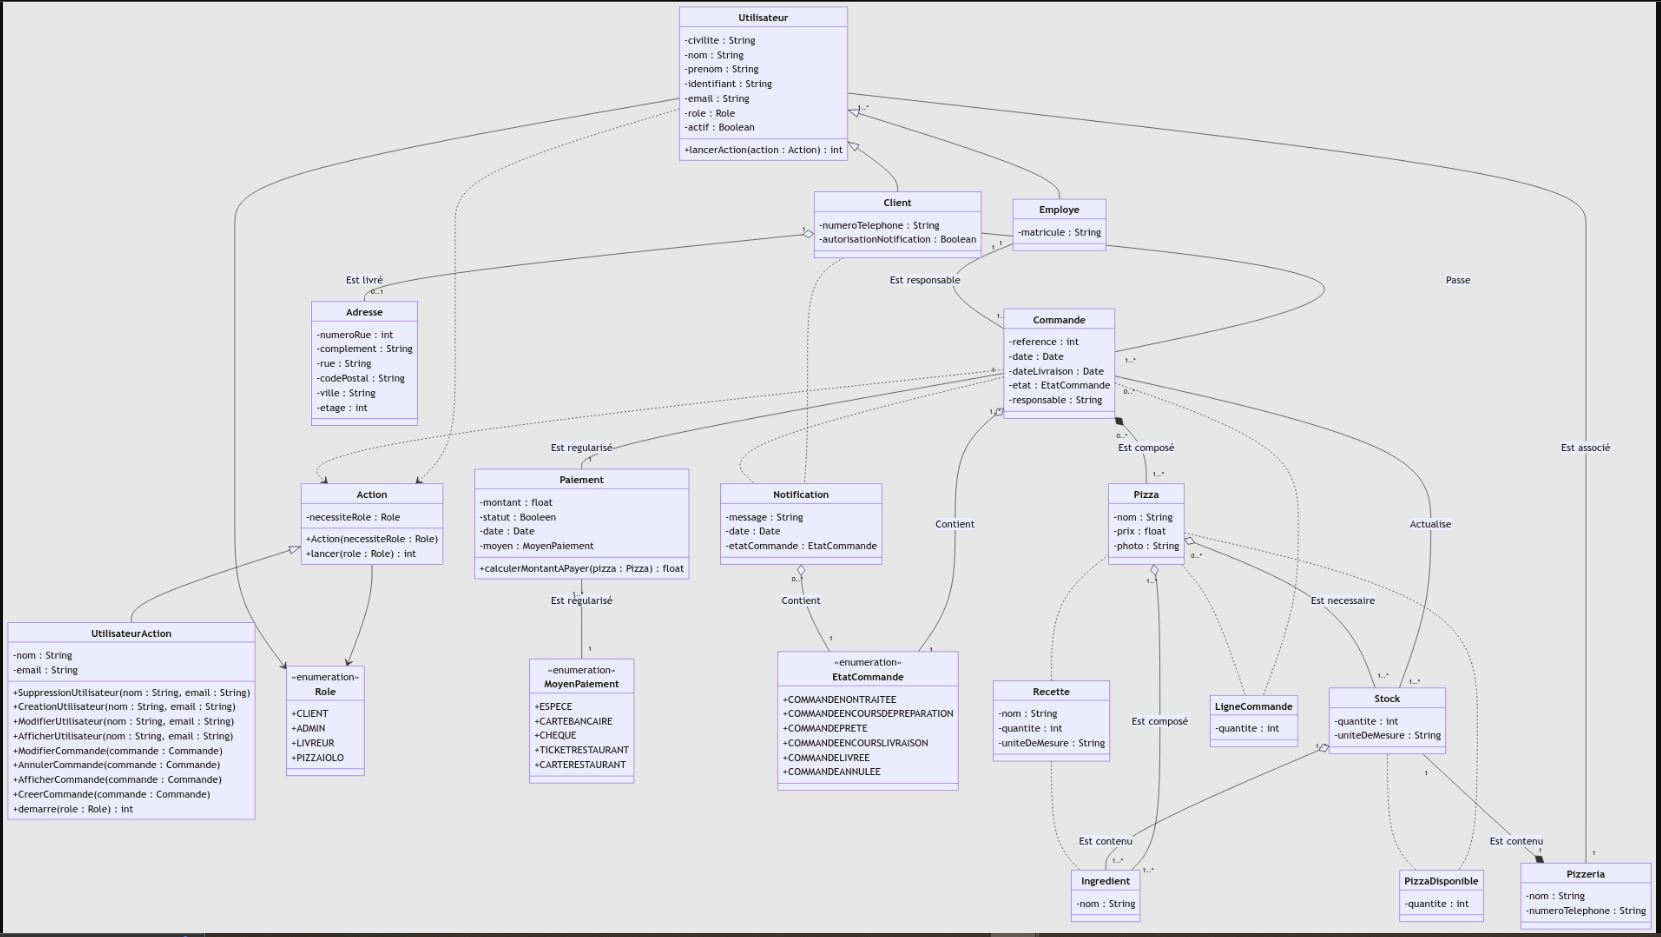 Utilisateur
-civilite : String
-nom : String
-prenom : String
-identifiant : String
-email : String
-role : Role
-actif : Boolean
+lancerAction(action : Action) : int
1..*
Client
-numeroTelephone : String
-autorisationNotification : Boolean
Employe
-matricule : String
1
1
1
Est livré
0..1
Est responsable
Passe
Adresse
-numeroRue : int
-complement : String
-rue : String
-codePostal : String
-ville : String
-etage : int
1..
Commande
-reference : int
-date : Date
-dateLivraison : Date
-etat : EtatCommande
-responsable : String
1..*
1
0..*
1..*
0..*
Est regularisé
1
Est composé
1..*
Est associé
Paiement
-montant : float
-statut : Booleen
-date : Date
-moyen : MoyenPaiement
+calculerMontantAPayer(pizza : Pizza) : float
Action
-necessiteRole : Role
+Action(necessiteRole : Role)
+lancer(role : Role) : int
Notification
-message : String
-date : Date
-etatCommande : EtatCommande
Pizza
-nom : String
-prix : float
-photo : String
Contient
Actualise
0..*
0..*
1..*
Est regularisé
Contient
Est necessaire
1
1
1
1..*
1..*
UtilisateurAction
-nom : String
-email : String
+SuppressionUtilisateur(nom : String, email : String)
+CreationUtilisateur(nom : String, email : String)
+ModifierUtilisateur(nom : String, email : String)
+AfficherUtilisateur(nom : String, email : String)
+ModifierCommande(commande : Commande)
+AnnulerCommande(commande : Commande)
+AfficherCommande(commande : Commande)
+CreerCommande(commande : Commande)
+demarre(role : Role) : int
«enumeration»
Role
+CLIENT
+ADMIN
+LIVREUR
+PIZZAIOLO
«enumeration»
MoyenPaiement
+ESPECE
+CARTEBANCAIRE
+CHEQUE
+TICKETRESTAURANT
+CARTERESTAURANT
«enumeration»
EtatCommande
+COMMANDENONTRAITEE
+COMMANDEENCOURSDEPREPARATION
+COMMANDEPRETE
+COMMANDEENCOURSLIVRAISON
+COMMANDELIVREE
+COMMANDEANNULEE
Recette
-nom : String
-quantite : int
-uniteDeMesure : String
Est composé
LigneCommande
-quantite : int
Stock
-quantite : int
-uniteDeMesure : String
1
Est contenu
Est contenu
1..*
1..*
1
1
Ingredient
-nom : String
PizzaDisponible
-quantite : int
Pizzeria
-nom : String
-numeroTelephone : String